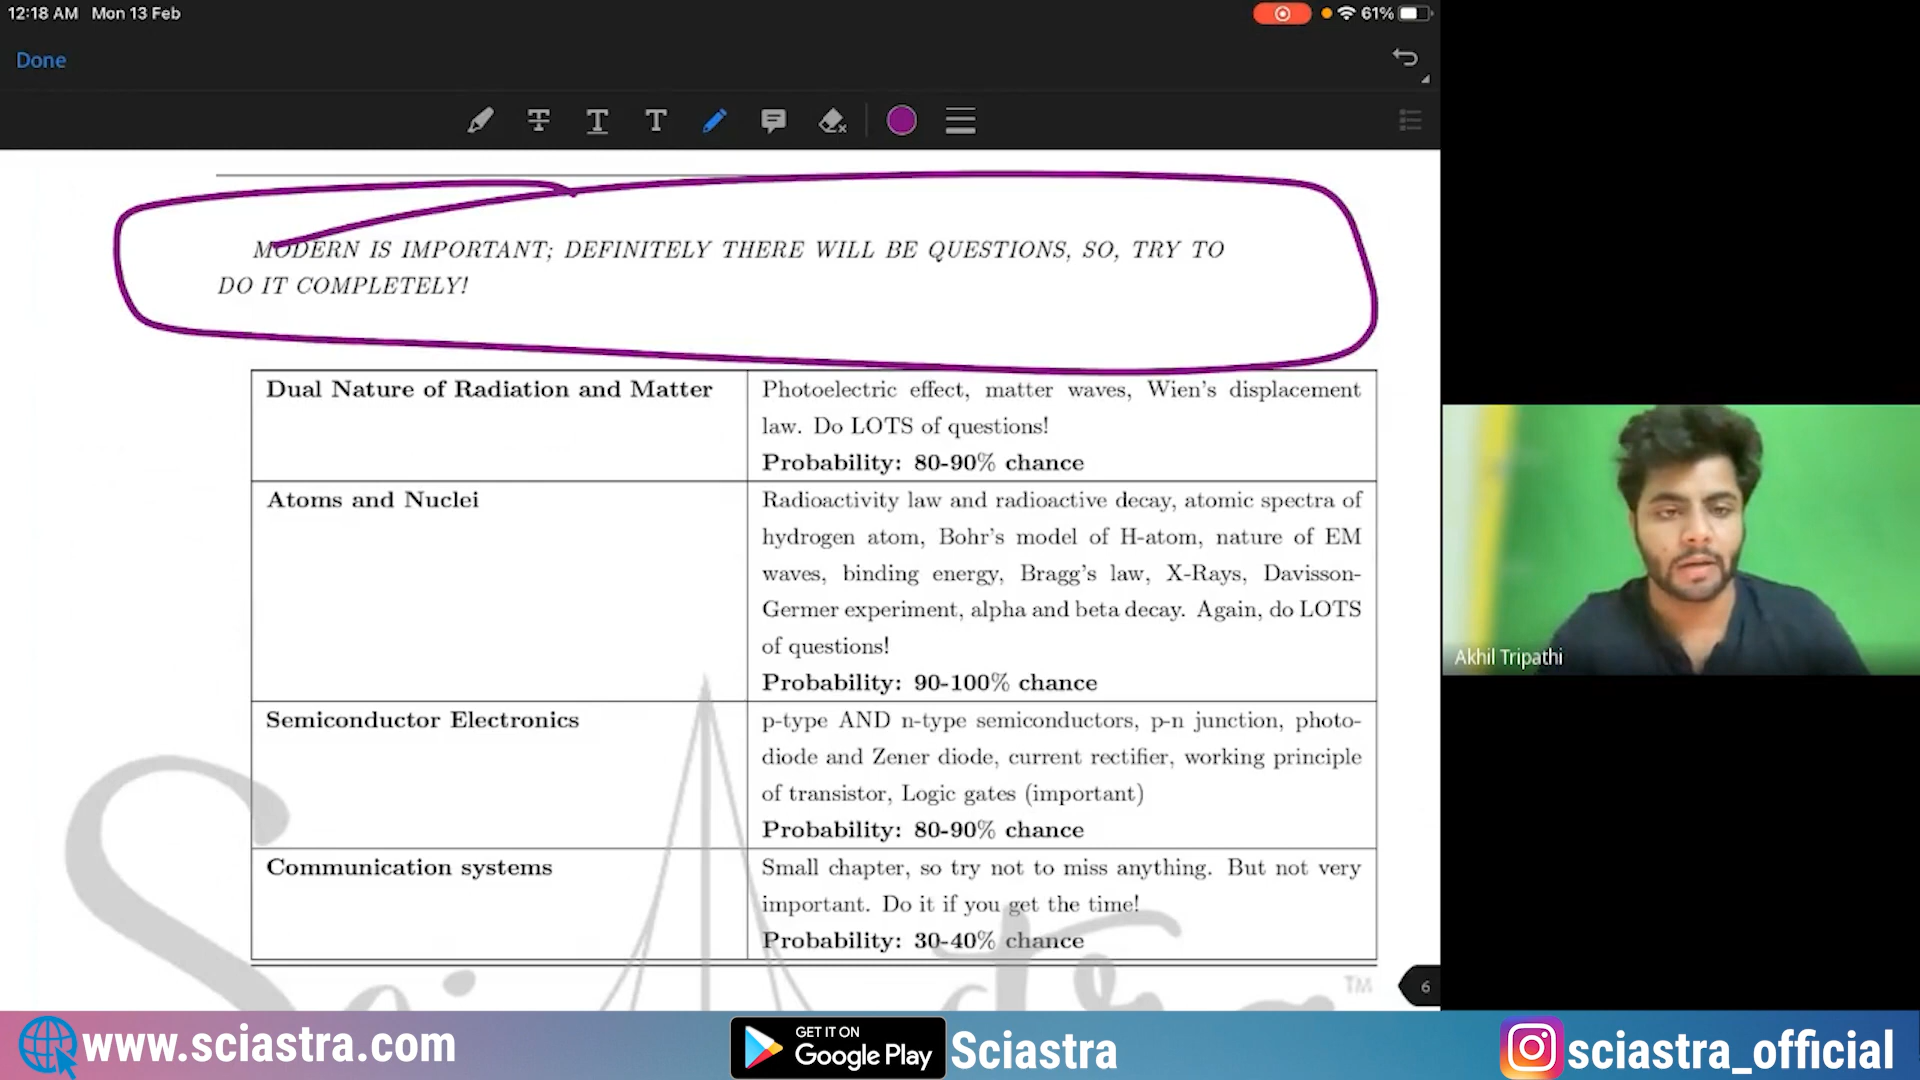 12:18 AM Mon 13 Feb
61%
Done
MODERN IS IMPORTANT; DEFINITELY THERE WILL BE QUESTIONS, SO, TRY TO
DO IT COMPLETELY!
Dual Nature of Radiation and Matter
Photoelectric effect, matter waves, Wien's displacement
law. Do LOTS of questions!
Probability: 80-90% chance
Atoms and Nuclei
Radioactivity law and radioactive decay, atomic spectra of
hydrogen atom, Bohr's model of H-atom, nature of EM
waves, binding energy, Bragg's law, X-Rays, Davisson-
Germer experiment, alpha and beta decay. Again, do LOTS
of questions!
Probability: 90-100% chance
Semiconductor Electronics
p-type AND n-type semiconductors, p-n junction, photo-
diode and Zener diode, current rectifier, working principle
of transistor, Logic gates (important)
Probability: 80-90% chance
Communication systems
Small chapter, so try not to miss anything. But not very
important. Do it if you get the time!
Probability: 30-40% chance
TM
6
Akhil Tripathi
www.sciastra.com
GET IT ON
Google Play
Sciastra
sciastra_official